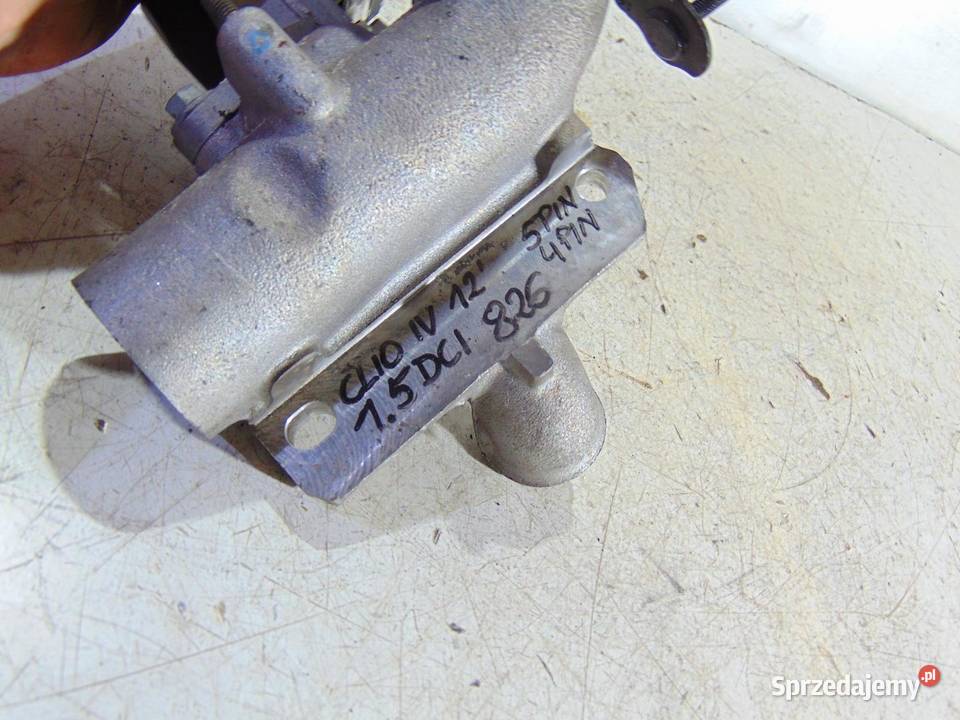 CLIO IV 12' 5PIN
4PIN
1.5 DCI 826
Sprzedajemy.pl